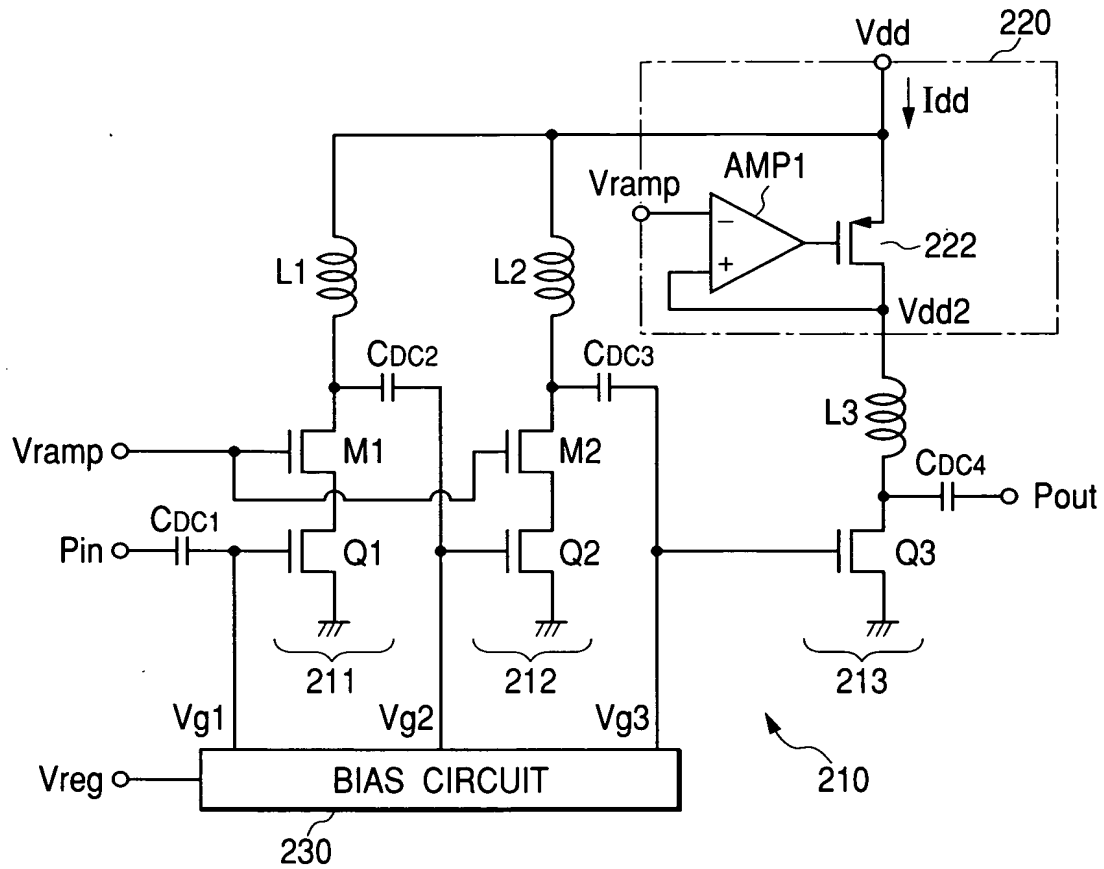 220
Vdd
Idd
AMP1
Vramp
−
+
222
Vdd2
L1
L2
CDC2
CDC3
L3
Vramp
M1
M2
CDC4
Pout
CDC1
Pin
Q1
Q2
Q3
211
212
213
Vg1
Vg2
Vg3
Vreg
BIAS CIRCUIT
210
230